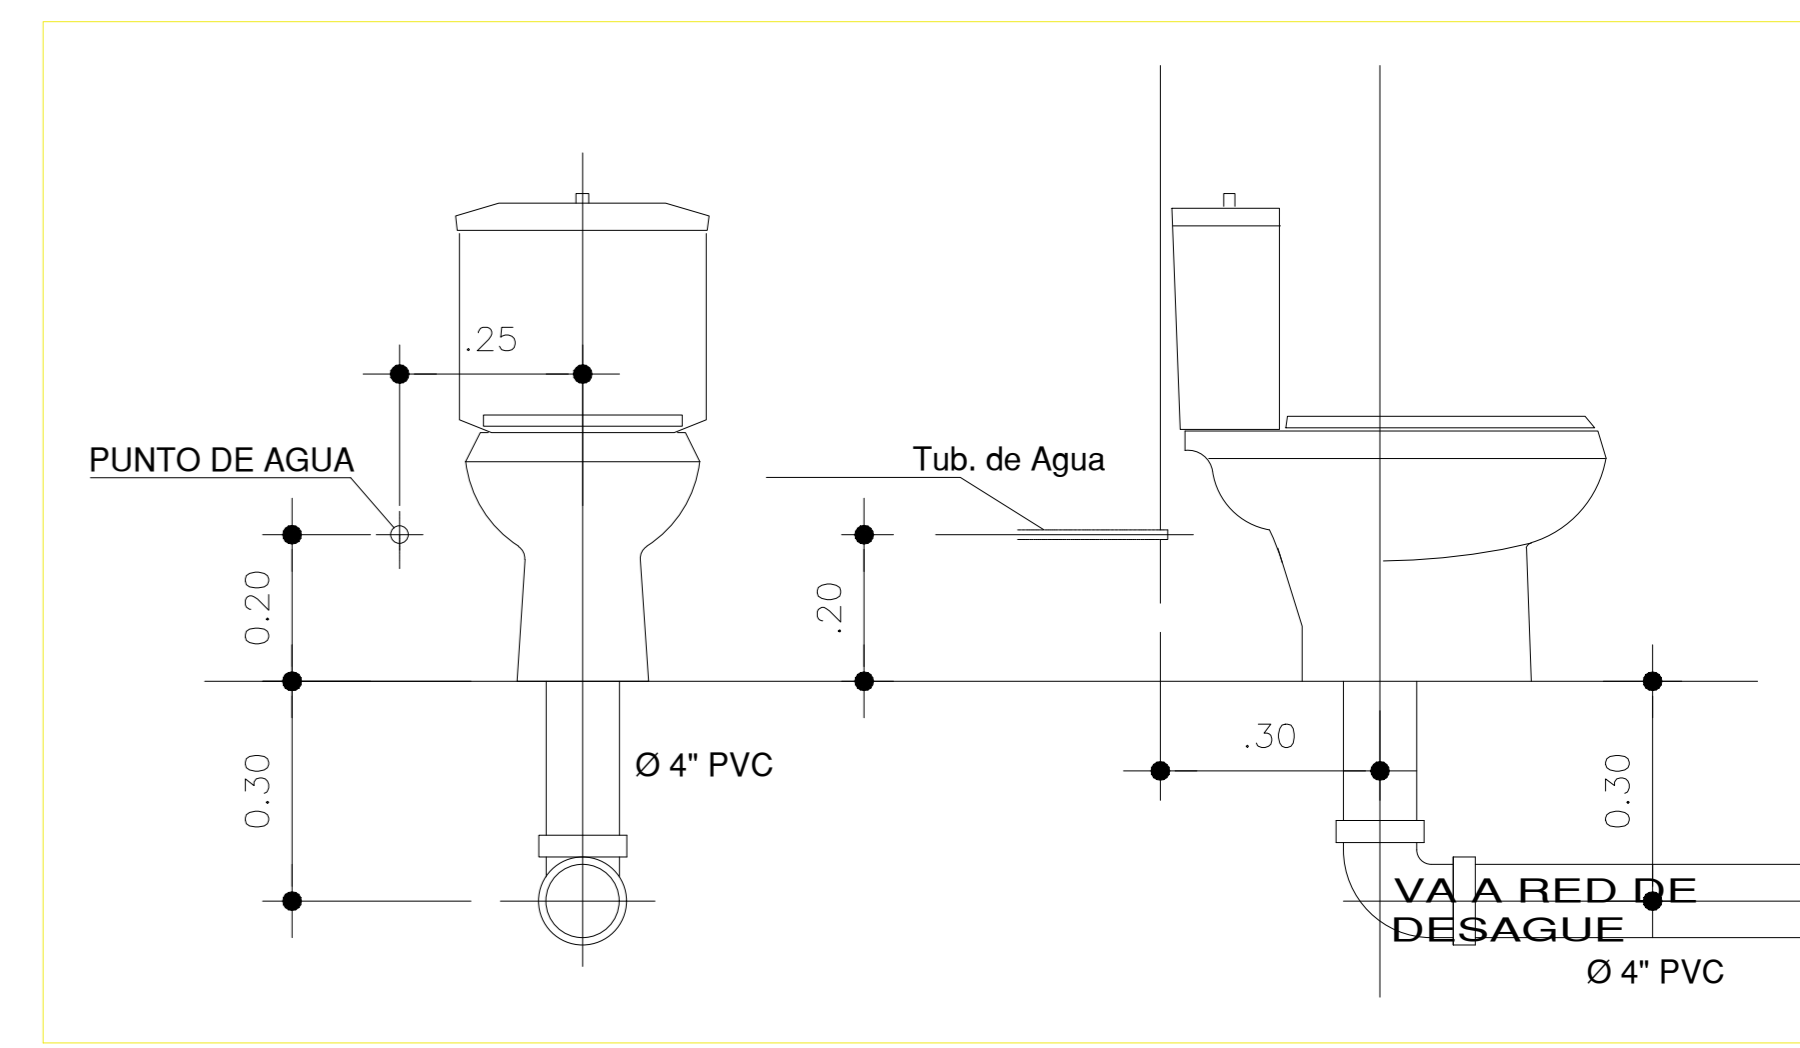 .25
PUNTO DE AGUA
Tub. de Agua
0.20
.20
0.30
Ø 4" PVC
.30
0.30
VA A RED DE
DESAGUE
Ø 4" PVC